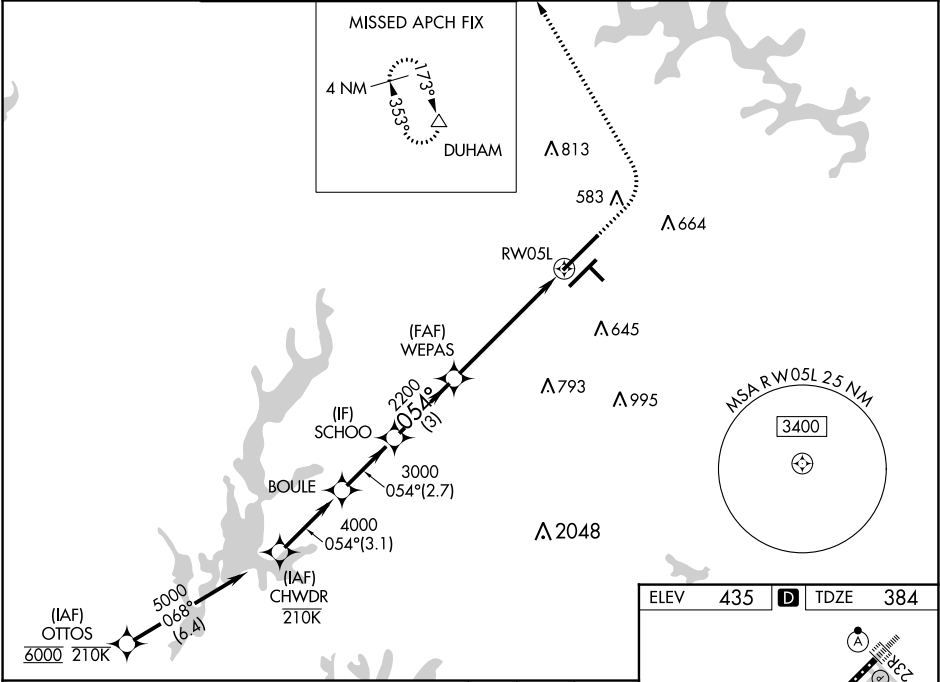 MISSED APCH FIX
4 NM
173°
353°
DUHAM
813
583
664
RW05L
645
(FAF)
WEPAS
793
995
MSA RW05L 25 NM
3400
2200
054°
(3)
(IF)
SCHOO
3000
054°(2.7)
BOULE
4000
054°(3.1)
2048
(IAF)
CHWDR
210K
5000
068°
(6.4)
(IAF)
OTTOS
6000 210K
ELEV 435 D TDZE 384
A
23R
P